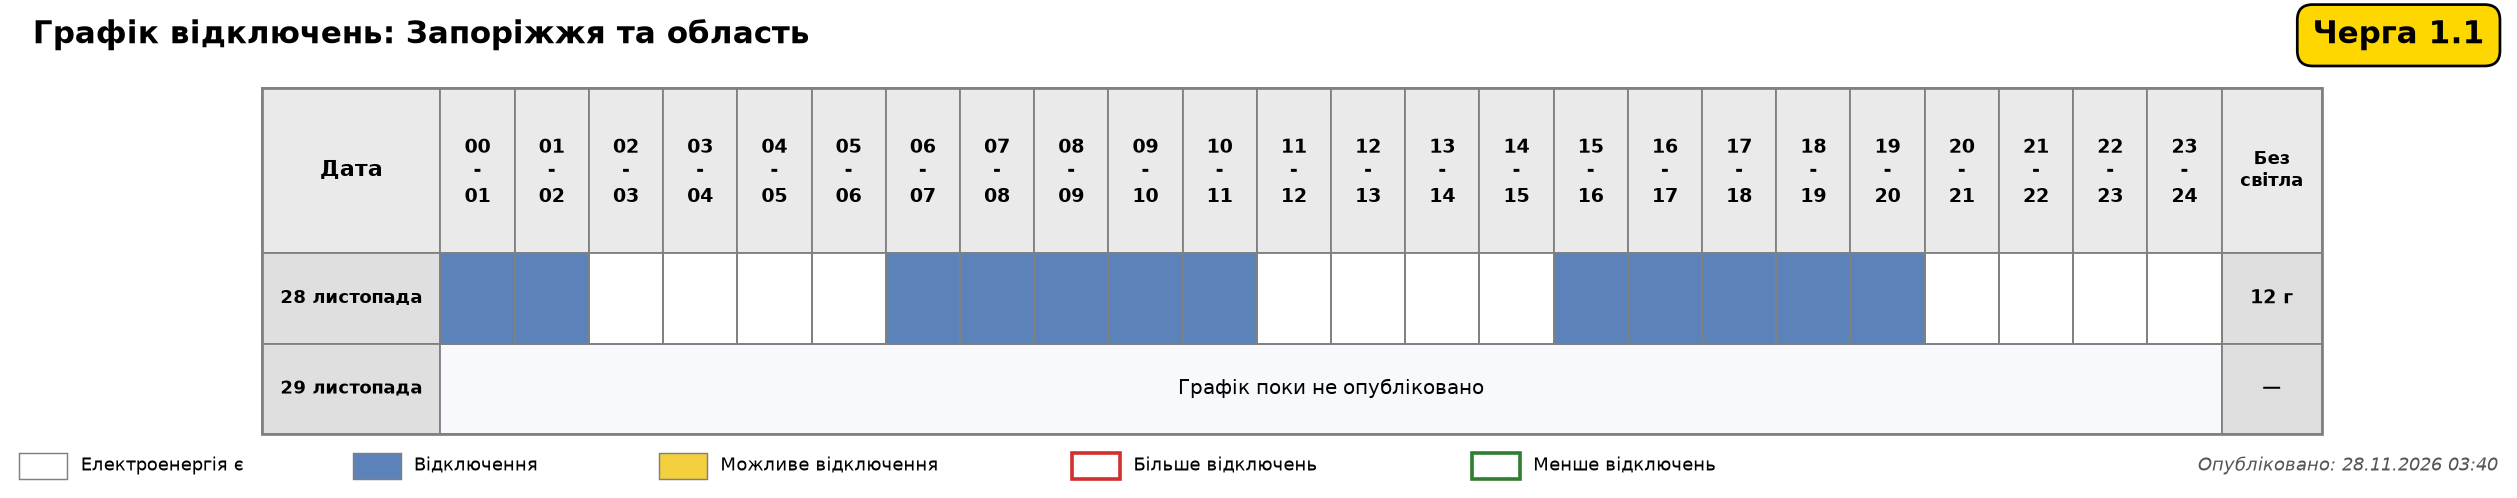 Графік відключень: Запоріжжя та область
Черга 1.1
Дата
00 - 01
01 - 02
02 - 03
03 - 04
04 - 05
05 - 06
06 - 07
07 - 08
08 - 09
09 - 10
10 - 11
11 - 12
12 - 13
13 - 14
14 - 15
15 - 16
16 - 17
17 - 18
18 - 19
19 - 20
20 - 21
21 - 22
22 - 23
23 - 24
Без
світла
28 листопада
12 г
29 листопада
Графік поки не опубліковано
—
Електроенергія є
Відключення
Можливе відключення
Більше відключень
Менше відключень
Опубліковано: 28.11.2026 03:40